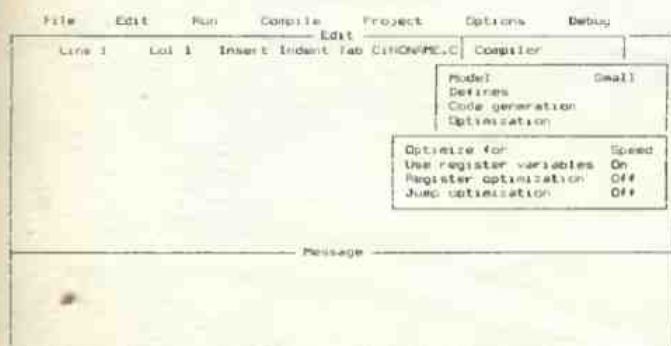 File Edit Run Compile Project Options Debug
Edit
Line 1 Col 1 Insert Indent Tab C:NONAME.C Compiler
Model Small
Defines
Code generation
Optimization
Optimize for Speed
Use register variables On
Register optimization Off
Jump optimization Off
Message